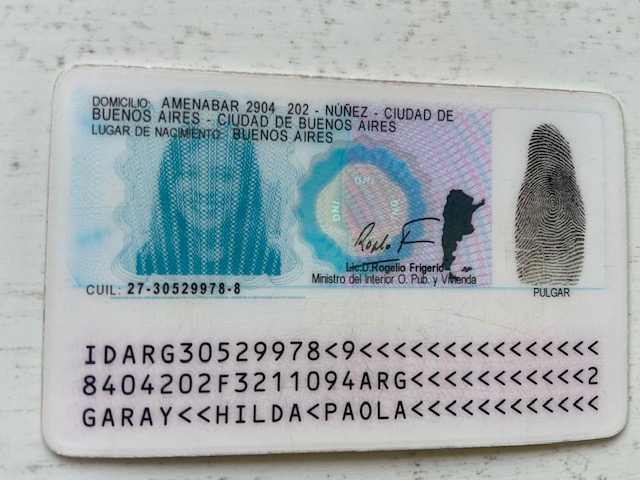 DOMICILIO: AMENABAR 2904 202 - NÚÑEZ - CIUDAD DE
BUENOS AIRES - CIUDAD DE BUENOS AIRES
LUGAR DE NACIMIENTO: BUENOS AIRES
DNI
DNI
Lic.D.Rogelio Frigerio
Ministro del Interior O. Pub. y Vivienda
PULGAR
CUIL: 27-30529978-8
IDARG30529978<9<<<<<<<<<<<<<<<
8404202F3211094ARG<<<<<<<<<<<2
GARAY<<HILDA<PAOLA<<<<<<<<<<<<